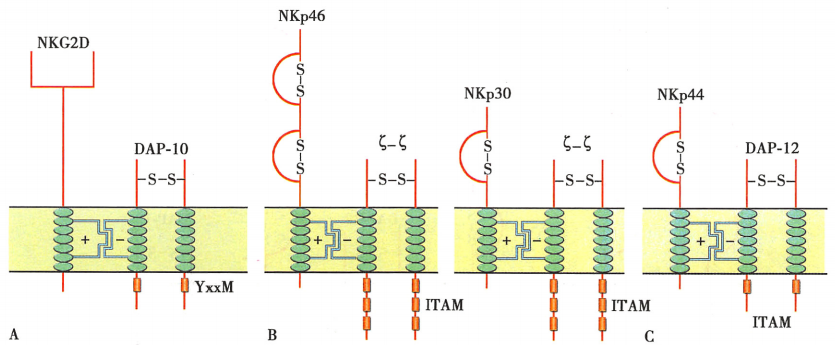 NKG2D
DAP-10
–S–S–
+ –
YxxM
A
NKp46
S
S
S
S
ζ–ζ
–S–S–
+ –
ITAM
B
NKp30
S
S
ζ–ζ
–S–S–
+ –
ITAM
NKp44
S
S
DAP-12
–S–S–
+ –
ITAM
C